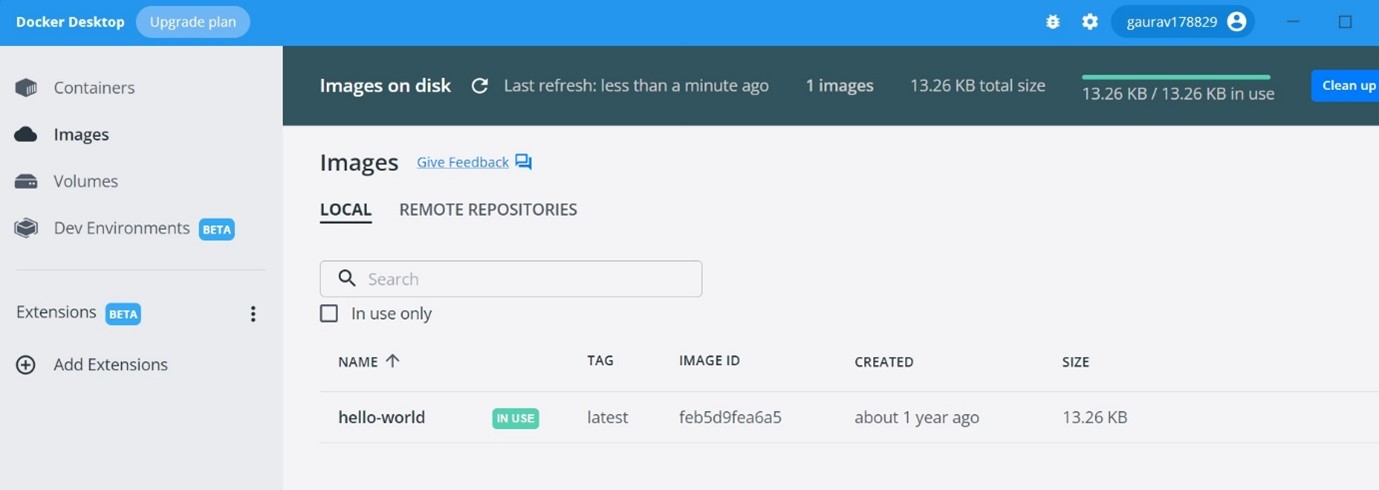 Docker Desktop Upgrade plan gaurav178829
Containers
Images
Volumes
Dev Environments BETA
Extensions BETA
Add Extensions
Images on disk Last refresh: less than a minute ago 1 images 13.26 KB total size 13.26 KB / 13.26 KB in use Clean up
Images Give Feedback
LOCAL REMOTE REPOSITORIES
Search
In use only
NAME TAG IMAGE ID CREATED SIZE
hello-world IN USE latest feb5d9fea6a5 about 1 year ago 13.26 KB